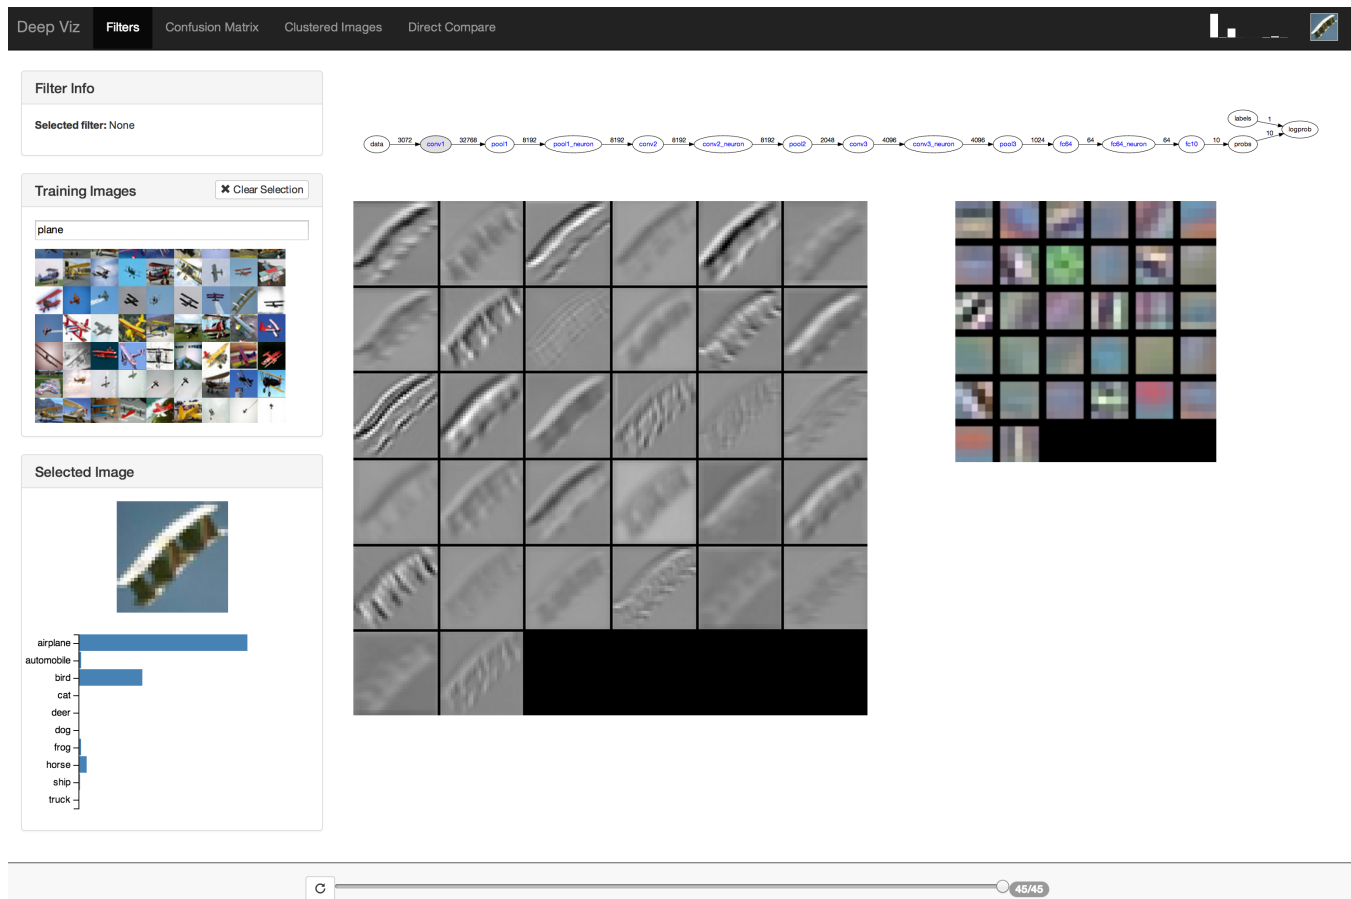 Deep Viz Filters Confusion Matrix Clustered Images Direct Compare
Filter Info
Selected filter: None
labels 1
logprob
10
data 3072 conv1 32768 pool1 8192 pool1_neuron 8192 conv2 8192 conv2_neuron 8192 pool2 2048 conv3 4096 conv3_neuron 4096 pool3 1024 fc64 64 fc64_neuron 64 fc10 10 probs
Training Images ✖ Clear Selection
plane
Selected Image
airplane
automobile
bird
cat
deer
dog
frog
horse
ship
truck
45/45